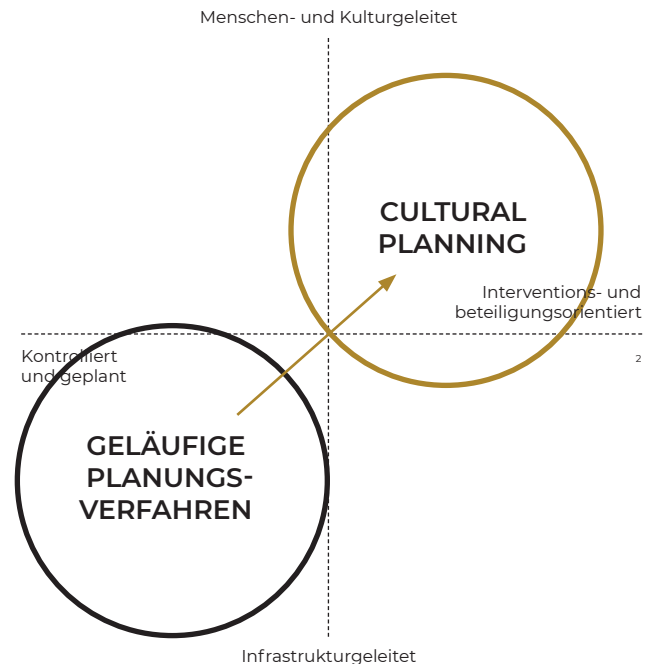 Menschen- und Kulturgeleitet
CULTURAL
PLANNING
Interventions- und
beteiligungsorientiert
Kontrolliert
und geplant
2
GELÄUFIGE
PLANUNGS-
VERFAHREN
Infrastrukturgeleitet